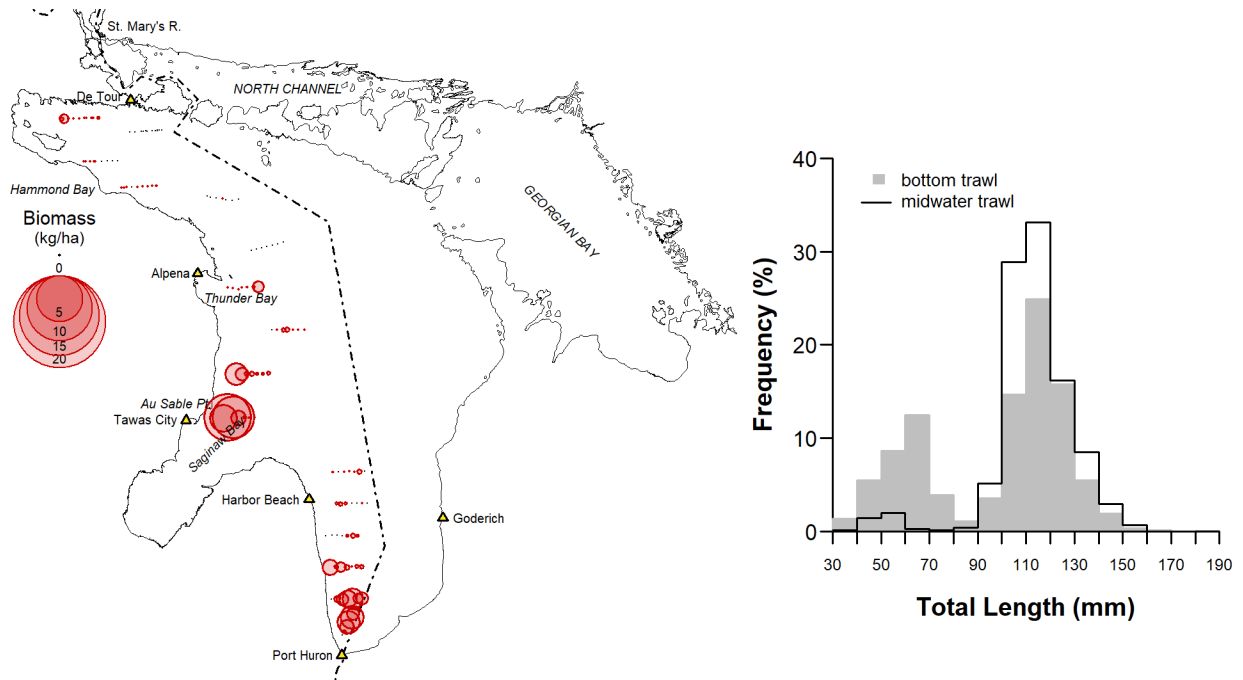 St. Mary's R.
De Tour
NORTH CHANNEL
Hammond Bay
GEORGIAN BAY
Biomass
(kg/ha)
0
5
10
15
20
Alpena
Thunder Bay
Au Sable Pt.
Tawas City
Saginaw Bay
Harbor Beach
Goderich
Port Huron
40
30
20
10
0
Frequency (%)
bottom trawl
midwater trawl
30 50 70 90 110 130 150 170 190
Total Length (mm)